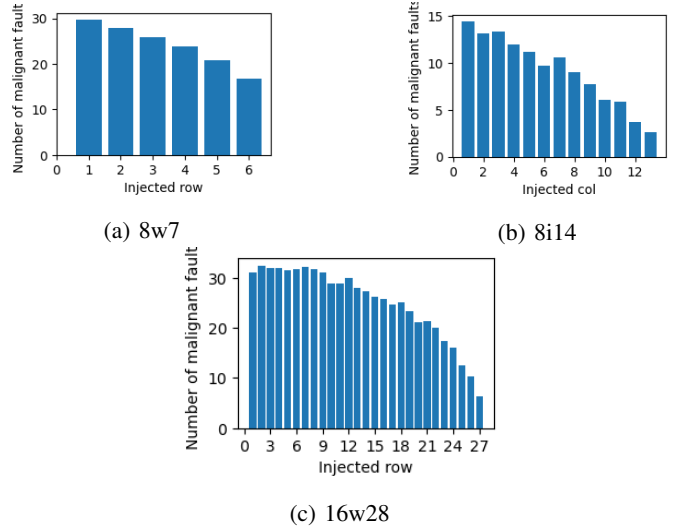 Number of malignant fault
30
20
10
0
0 1 2 3 4 5 6
Injected row
(a) 8w7
Number of malignant faults
15
10
5
0
0 2 4 6 8 10 12
Injected col
(b) 8i14
Number of malignant fault
30
20
10
0
0 3 6 9 12 15 18 21 24 27
Injected row
(c) 16w28